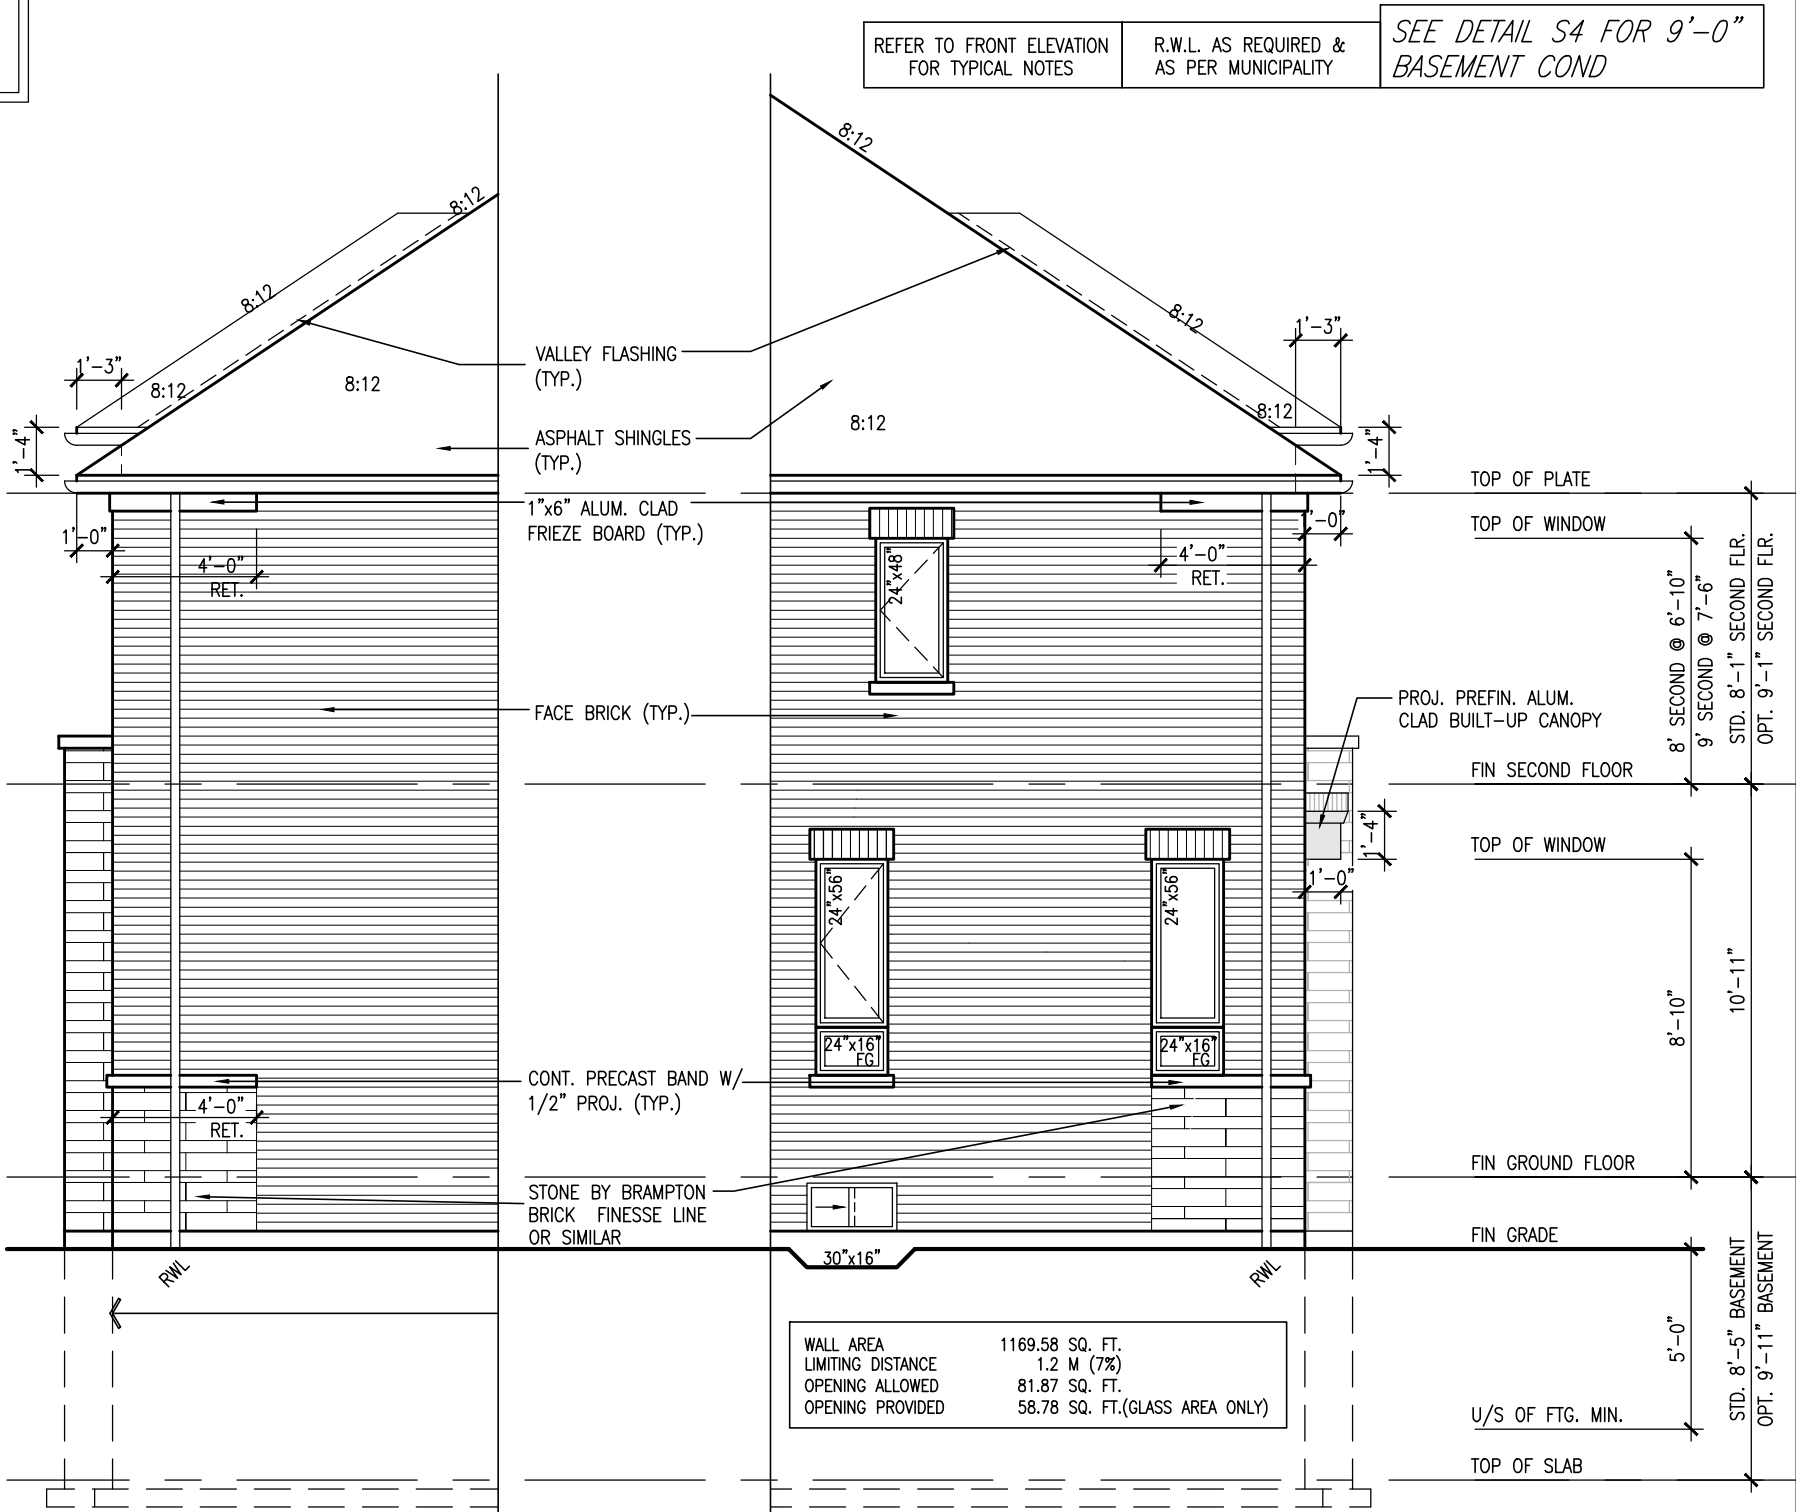 REFER TO FRONT ELEVATION
FOR TYPICAL NOTES
R.W.L. AS REQUIRED &
AS PER MUNICIPALITY
SEE DETAIL S4 FOR 9'-0"
BASEMENT COND
8:12
8:12
8:12
8:12
8:12
8:12
8:12
8:12
1'-3"
1'-3"
1'-4"
1'-4"
VALLEY FLASHING
(TYP.)
ASPHALT SHINGLES
(TYP.)
1"x6" ALUM. CLAD
FRIEZE BOARD (TYP.)
1'-0"
1'-0"
4'-0"
RET.
4'-0"
RET.
24"x48"
FACE BRICK (TYP.)
PROJ. PREFIN. ALUM.
CLAD BUILT-UP CANOPY
TOP OF PLATE
TOP OF WINDOW
8' SECOND @ 6'-10"
9' SECOND @ 7'-6"
STD. 8'-1" SECOND FLR.
OPT. 9'-1" SECOND FLR.
FIN SECOND FLOOR
TOP OF WINDOW
1'-4"
1'-0"
24"x56"
24"x56"
24"x16"
FG
24"x16"
FG
8'-10"
10'-11"
CONT. PRECAST BAND W/
1/2" PROJ. (TYP.)
4'-0"
RET.
STONE BY BRAMPTON
BRICK FINESSE LINE
OR SIMILAR
FIN GROUND FLOOR
FIN GRADE
RWL
30"x16"
RWL
WALL AREA 1169.58 SQ. FT.
LIMITING DISTANCE 1.2 M (7%)
OPENING ALLOWED 81.87 SQ. FT.
OPENING PROVIDED 58.78 SQ. FT.(GLASS AREA ONLY)
5'-0"
STD. 8'-5" BASEMENT
OPT. 9'-11" BASEMENT
U/S OF FTG. MIN.
TOP OF SLAB